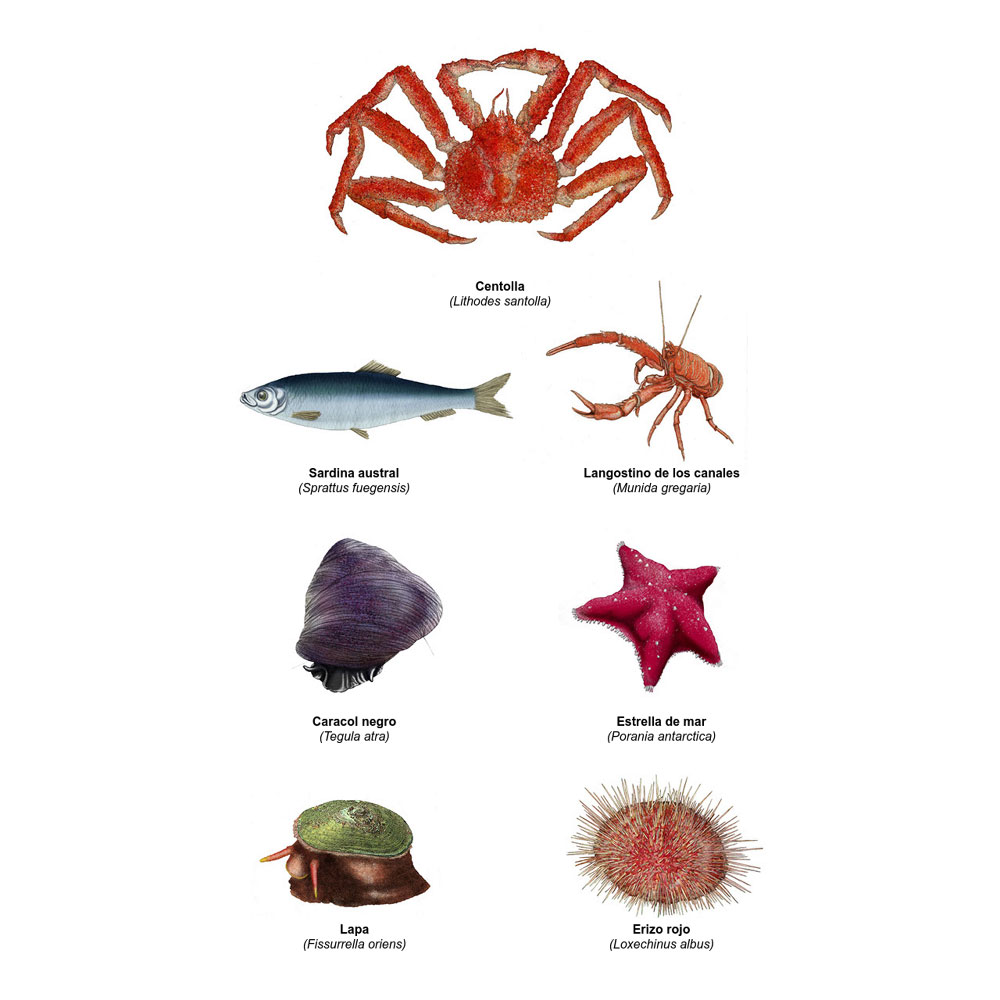 Centolla
(Lithodes santolla)
Sardina austral
(Sprattus fuegensis)
Langostino de los canales
(Munida gregaria)
Caracol negro
(Tegula atra)
Estrella de mar
(Porania antarctica)
Lapa
(Fissurrella oriens)
Erizo rojo
(Loxechinus albus)